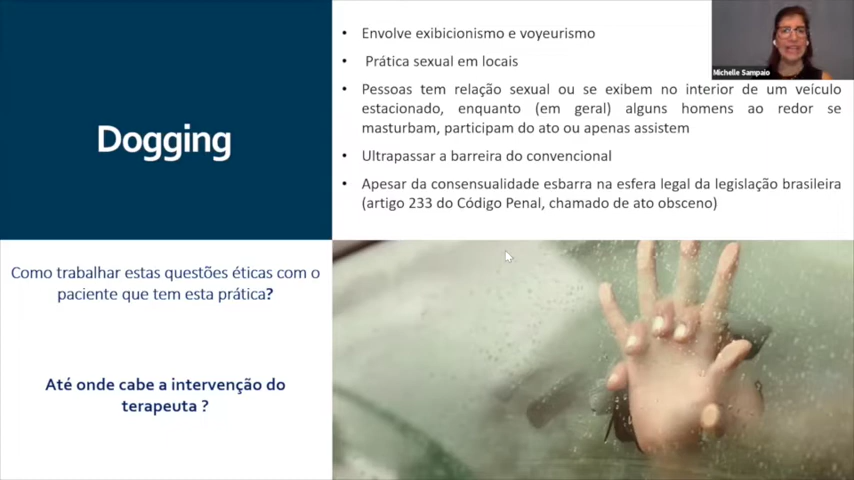 Dogging
• Envolve exibicionismo e voyeurismo
• Prática sexual em locais
• Pessoas tem relação sexual ou se exibem no interior de um veículo
estacionado, enquanto (em geral) alguns homens ao redor se
masturbam, participam do ato ou apenas assistem
• Ultrapassar a barreira do convencional
• Apesar da consensualidade esbarra na esfera legal da legislação brasileira
(artigo 233 do Código Penal, chamado de ato obsceno)
Michelle Sampaio
Como trabalhar estas questões éticas com o
paciente que tem esta prática?
Até onde cabe a intervenção do
terapeuta ?